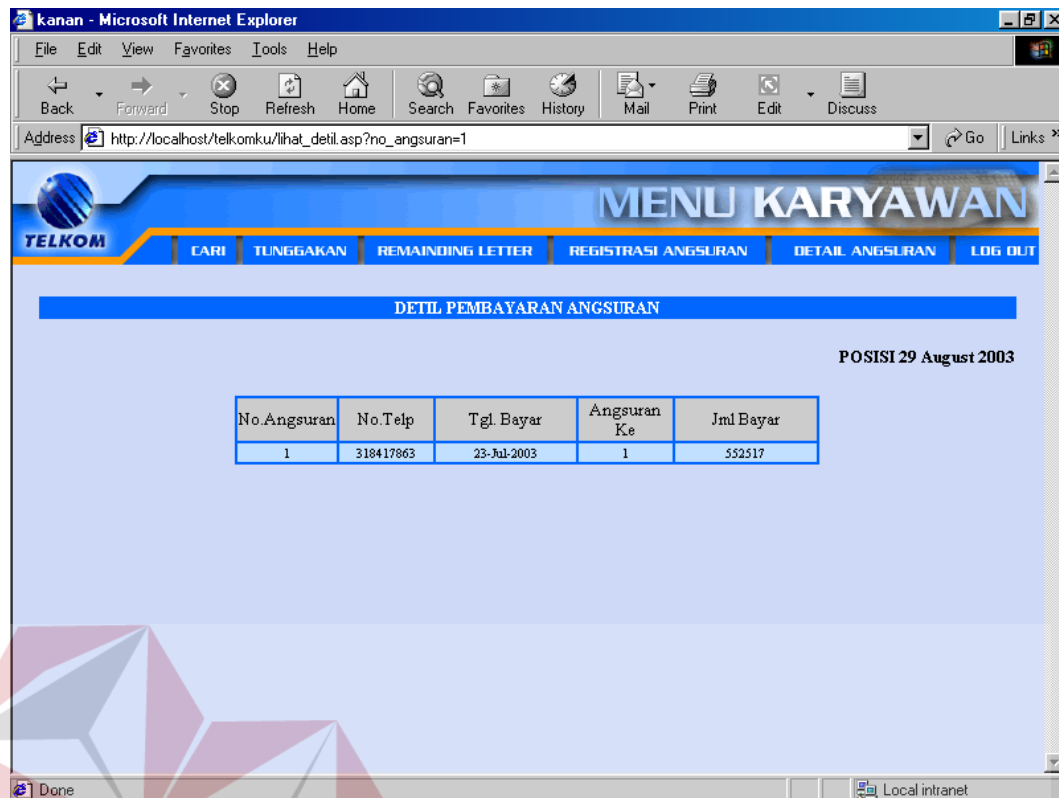 kanan - Microsoft Internet Explorer
File Edit View Favorites Tools Help
Back Forward Stop Refresh Home Search Favorites History Mail Print Edit Discuss
Address http://localhost/telkomku/lihat_detil.asp?no_angsuran=1 Go Links »
MENU KARYAWAN
TELKOM
CARI TUNGGAKAN REMAINDING LETTER REGISTRASI ANGSURAN DETAIL ANGSURAN LOG OUT
DETIL PEMBAYARAN ANGSURAN
POSISI 29 August 2003
No.Angsuran No.Telp Tgl. Bayar Angsuran Ke Jml Bayar
1 318417863 23-Jul-2003 1 552517
Done Local intranet